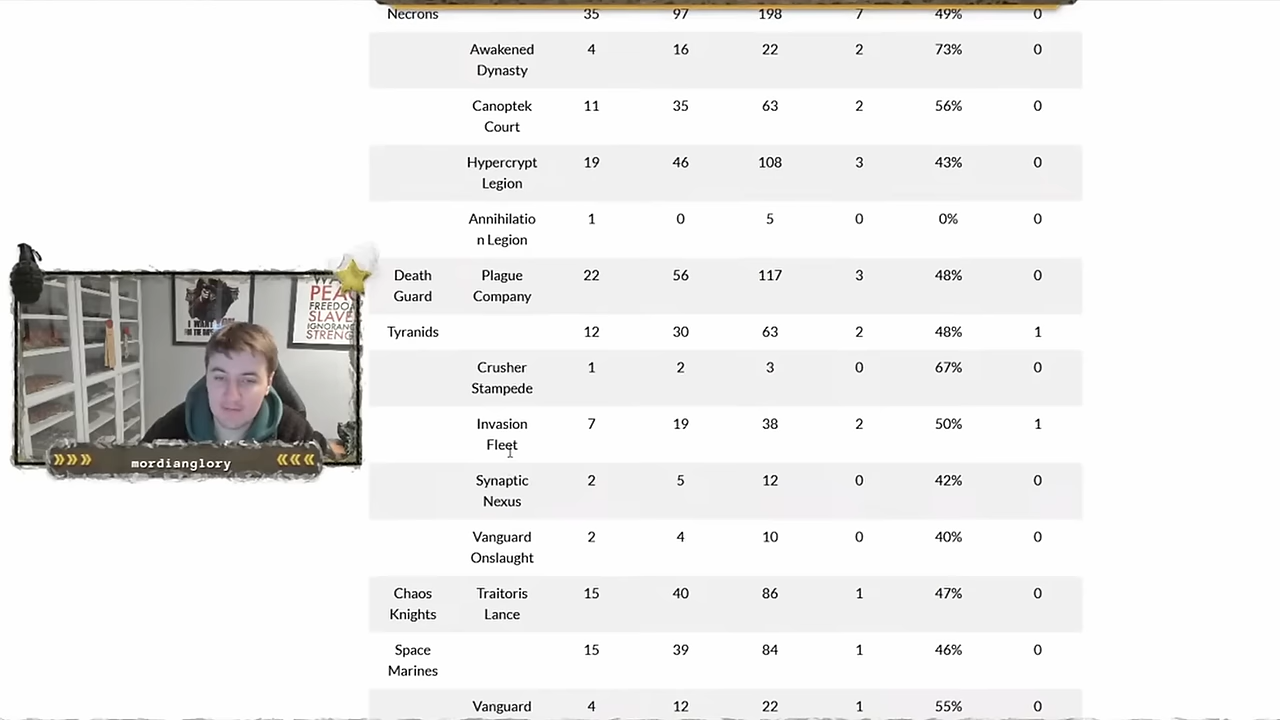 Necrons 35 97 198 7 49% 0
Awakened 4 16 22 2 73% 0
Dynasty
Canoptek 11 35 63 2 56% 0
Court
Hypercrypt 19 46 108 3 43% 0
Legion
Annihilatio 1 0 5 0 0% 0
n Legion
Death Plague 22 56 117 3 48% 0
Guard Company
Tyranids 12 30 63 2 48% 1
Crusher 1 2 3 0 67% 0
Stampede
Invasion 7 19 38 2 50% 1
Fleet
Synaptic 2 5 12 0 42% 0
Nexus
Vanguard 2 4 10 0 40% 0
Onslaught
Chaos Traitoris 15 40 86 1 47% 0
Knights Lance
Space 15 39 84 1 46% 0
Marines
Vanguard 4 12 22 1 55% 0
PEAC
FREEDO
SLAVE
IGNORANC
STRENG
>>> mordianglory <<<